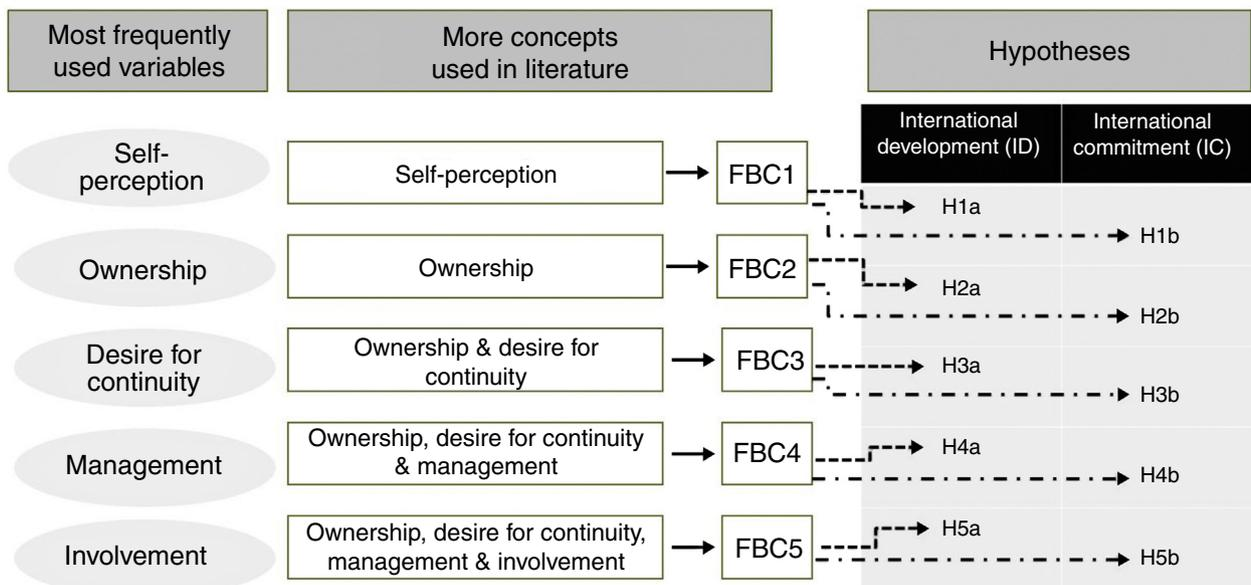 Most frequently
used variables
More concepts
used in literature
Hypotheses
International
development (ID)
International
commitment (IC)
Self-
perception
Self-perception
FBC1
H1a
H1b
Ownership
Ownership
FBC2
H2a
H2b
Desire for
continuity
Ownership & desire for
continuity
FBC3
H3a
H3b
Management
Ownership, desire for continuity
& management
FBC4
H4a
H4b
Involvement
Ownership, desire for continuity,
management & involvement
FBC5
H5a
H5b